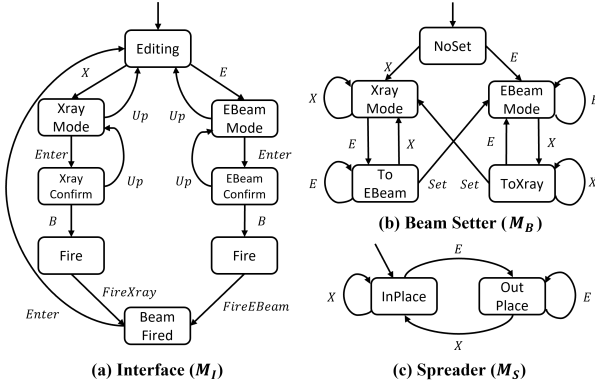 Editing
X
E
Xray
Mode
Up
Up
EBeam
Mode
Enter
Enter
Xray
Confirm
Up
Up
EBeam
Confirm
B
B
Fire
Fire
FireXray
FireEBeam
Enter
Beam
Fired
(a) Interface (M_I)
NoSet
X
E
X
Xray
Mode
EBeam
Mode
E
E
X
E
X
E
To
EBeam
Set
Set
ToXray
X
(b) Beam Setter (M_B)
E
X
InPlace
Out
Place
E
X
(c) Spreader (M_S)